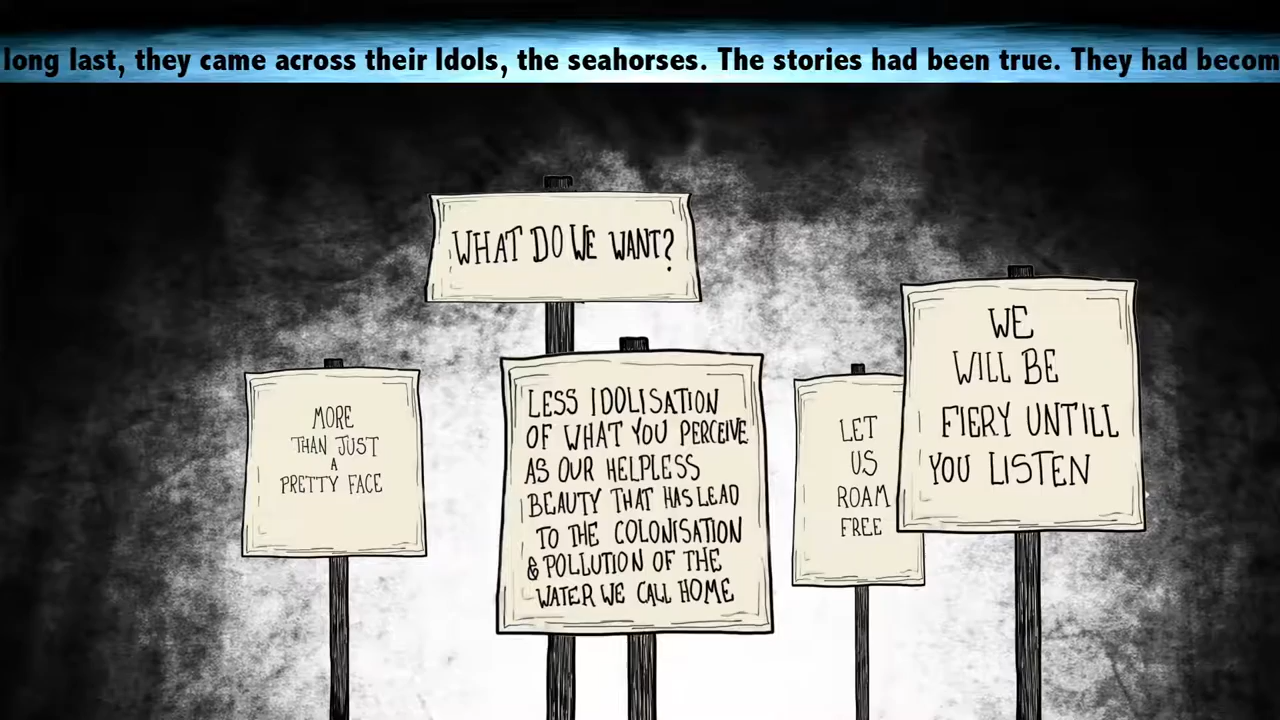 long last, they came across their Idols, the seahorses. The stories had been true. They had becom
WHAT DO WE WANT?
MORE
THAN JUST
A
PRETTY FACE
LESS IDOLISATION
OF WHAT YOU PERCEIVE
AS OUR HELPLESS
BEAUTY THAT HAS LEAD
TO THE COLONISATION
& POLLUTION OF THE
WATER WE CALL HOME
LET
US
ROAM
FREE
WE
WILL BE
FIERY UNTILL
YOU LISTEN